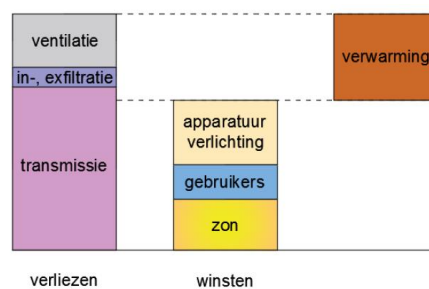 ventilatie
in-, exfiltratie
transmissie
verliezen
apparatuur
verlichting
gebruikers
zon
winsten
verwarming